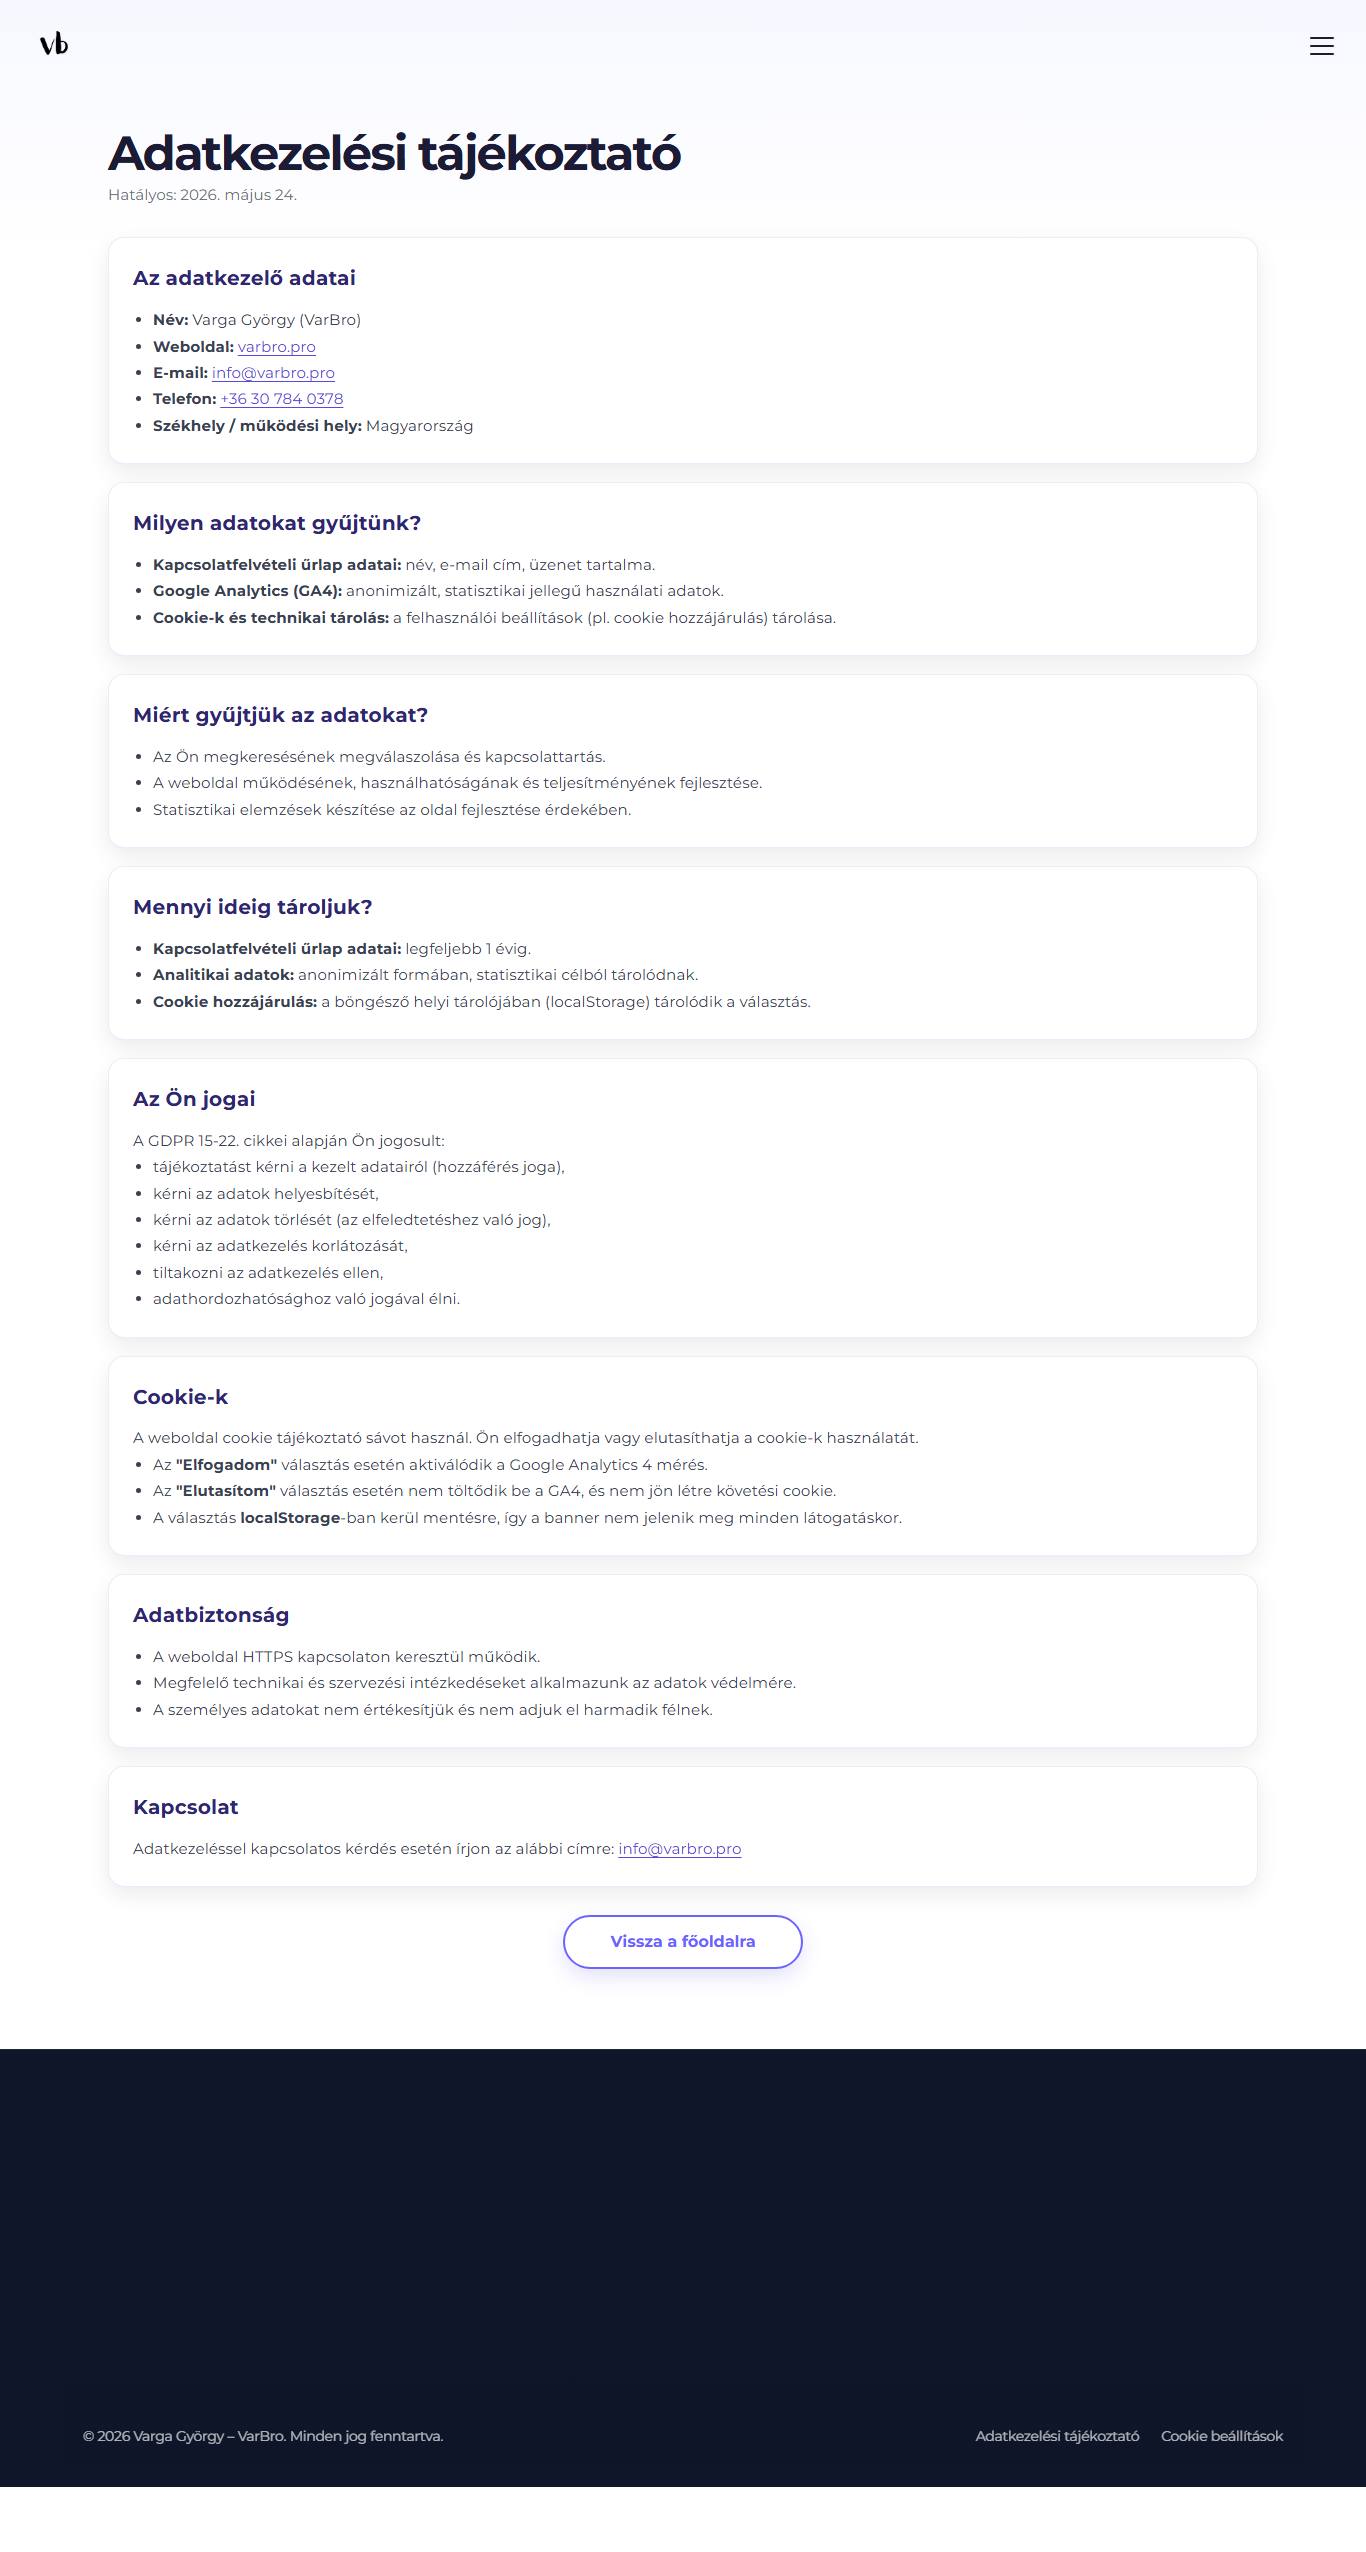 vb
Adatkezelési tájékoztató
Hatályos: 2026. május 24.
Az adatkezelő adatai
• Név: Varga György (VarBro)
• Weboldal: varbro.pro
• E-mail: info@varbro.pro
• Telefon: +36 30 784 0378
• Székhely / működési hely: Magyarország
Milyen adatokat gyűjtünk?
• Kapcsolatfelvételi űrlap adatai: név, e-mail cím, üzenet tartalma.
• Google Analytics (GA4): anonimizált, statisztikai jellegű használati adatok.
• Cookie-k és technikai tárolás: a felhasználói beállítások (pl. cookie hozzájárulás) tárolása.
Miért gyűjtjük az adatokat?
• Az Ön megkeresésének megválaszolása és kapcsolattartás.
• A weboldal működésének, használhatóságának és teljesítményének fejlesztése.
• Statisztikai elemzések készítése az oldal fejlesztése érdekében.
Mennyi ideig tároljuk?
• Kapcsolatfelvételi űrlap adatai: legfeljebb 1 évig.
• Analitikai adatok: anonimizált formában, statisztikai célból tárolódnak.
• Cookie hozzájárulás: a böngésző helyi tárolójában (localStorage) tárolódik a választás.
Az Ön jogai
A GDPR 15-22. cikkei alapján Ön jogosult:
• tájékoztatást kérni a kezelt adatairól (hozzáférés joga),
• kérni az adatok helyesbítését,
• kérni az adatok törlését (az elfeledtetéshez való jog),
• kérni az adatkezelés korlátozását,
• tiltakozni az adatkezelés ellen,
• adathordozhatósághoz való jogával élni.
Cookie-k
A weboldal cookie tájékoztató sávot használ. Ön elfogadhatja vagy elutasíthatja a cookie-k használatát.
• Az "Elfogadom" választás esetén aktiválódik a Google Analytics 4 mérés.
• Az "Elutasítom" választás esetén nem töltődik be a GA4, és nem jön létre követési cookie.
• A választás localStorage-ban kerül mentésre, így a banner nem jelenik meg minden látogatáskor.
Adatbiztonság
• A weboldal HTTPS kapcsolaton keresztül működik.
• Megfelelő technikai és szervezési intézkedéseket alkalmazunk az adatok védelmére.
• A személyes adatokat nem értékesítjük és nem adjuk el harmadik félnek.
Kapcsolat
Adatkezeléssel kapcsolatos kérdés esetén írjon az alábbi címre: info@varbro.pro
Vissza a főoldalra
© 2026 Varga György – VarBro. Minden jog fenntartva.
Adatkezelési tájékoztató
Cookie beállítások